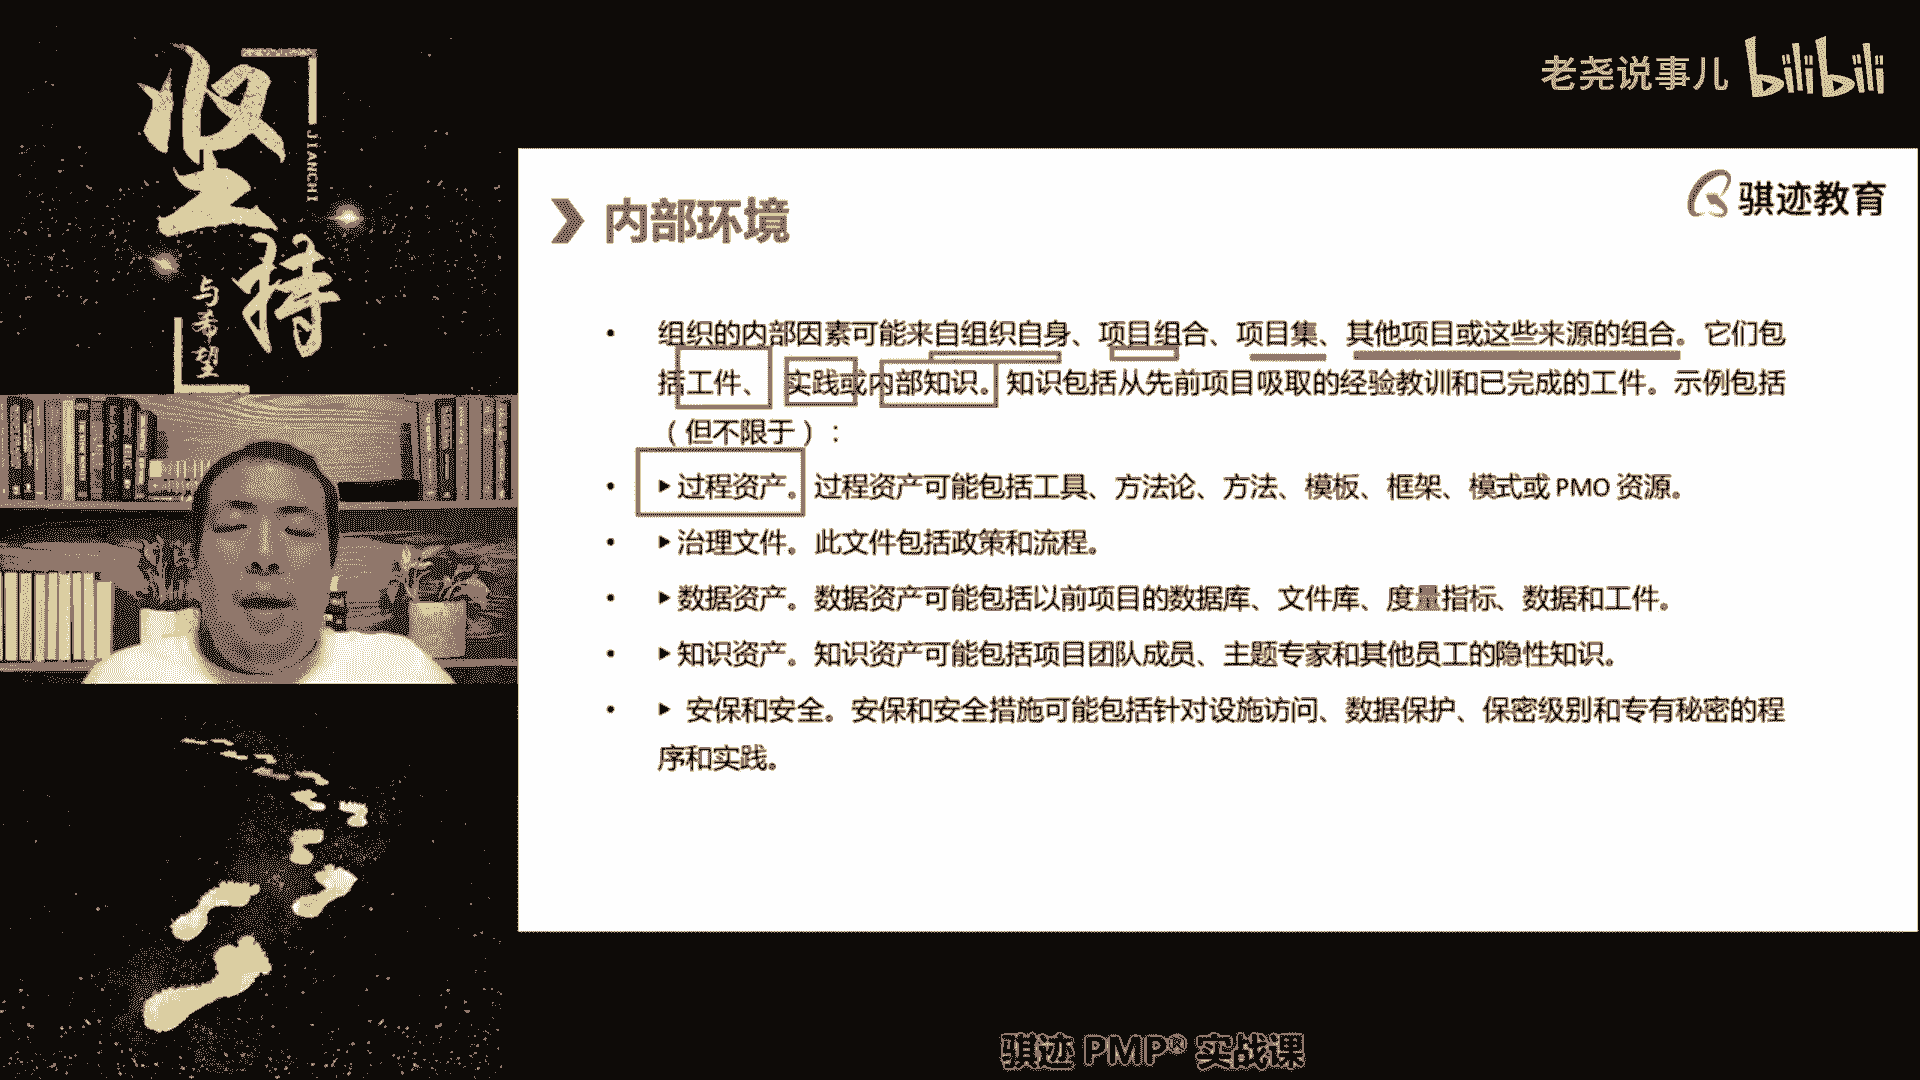 坚持
JIANCHI
与希望
老尧说事儿 bilibili
骐迹教育
内部环境
• 组织的内部因素可能来自组织自身、项目组合、项目集、其他项目或这些来源的组合。它们包
括工件、实践或内部知识。知识包括从先前项目吸取的经验教训和已完成的工件。示例包括
（但不限于）：
• ▶过程资产。过程资产可能包括工具、方法论、方法、模板、框架、模式或 PMO 资源。
• ▶治理文件。此文件包括政策和流程。
• ▶数据资产。数据资产可能包括以前项目的数据库、文件库、度量指标、数据和工件。
• ▶知识资产。知识资产可能包括项目团队成员、主题专家和其他员工的隐性知识。
• ▶ 安保和安全。安保和安全措施可能包括针对设施访问、数据保护、保密级别和专有秘密的程
序和实践。
骐迹 PMP® 实战课